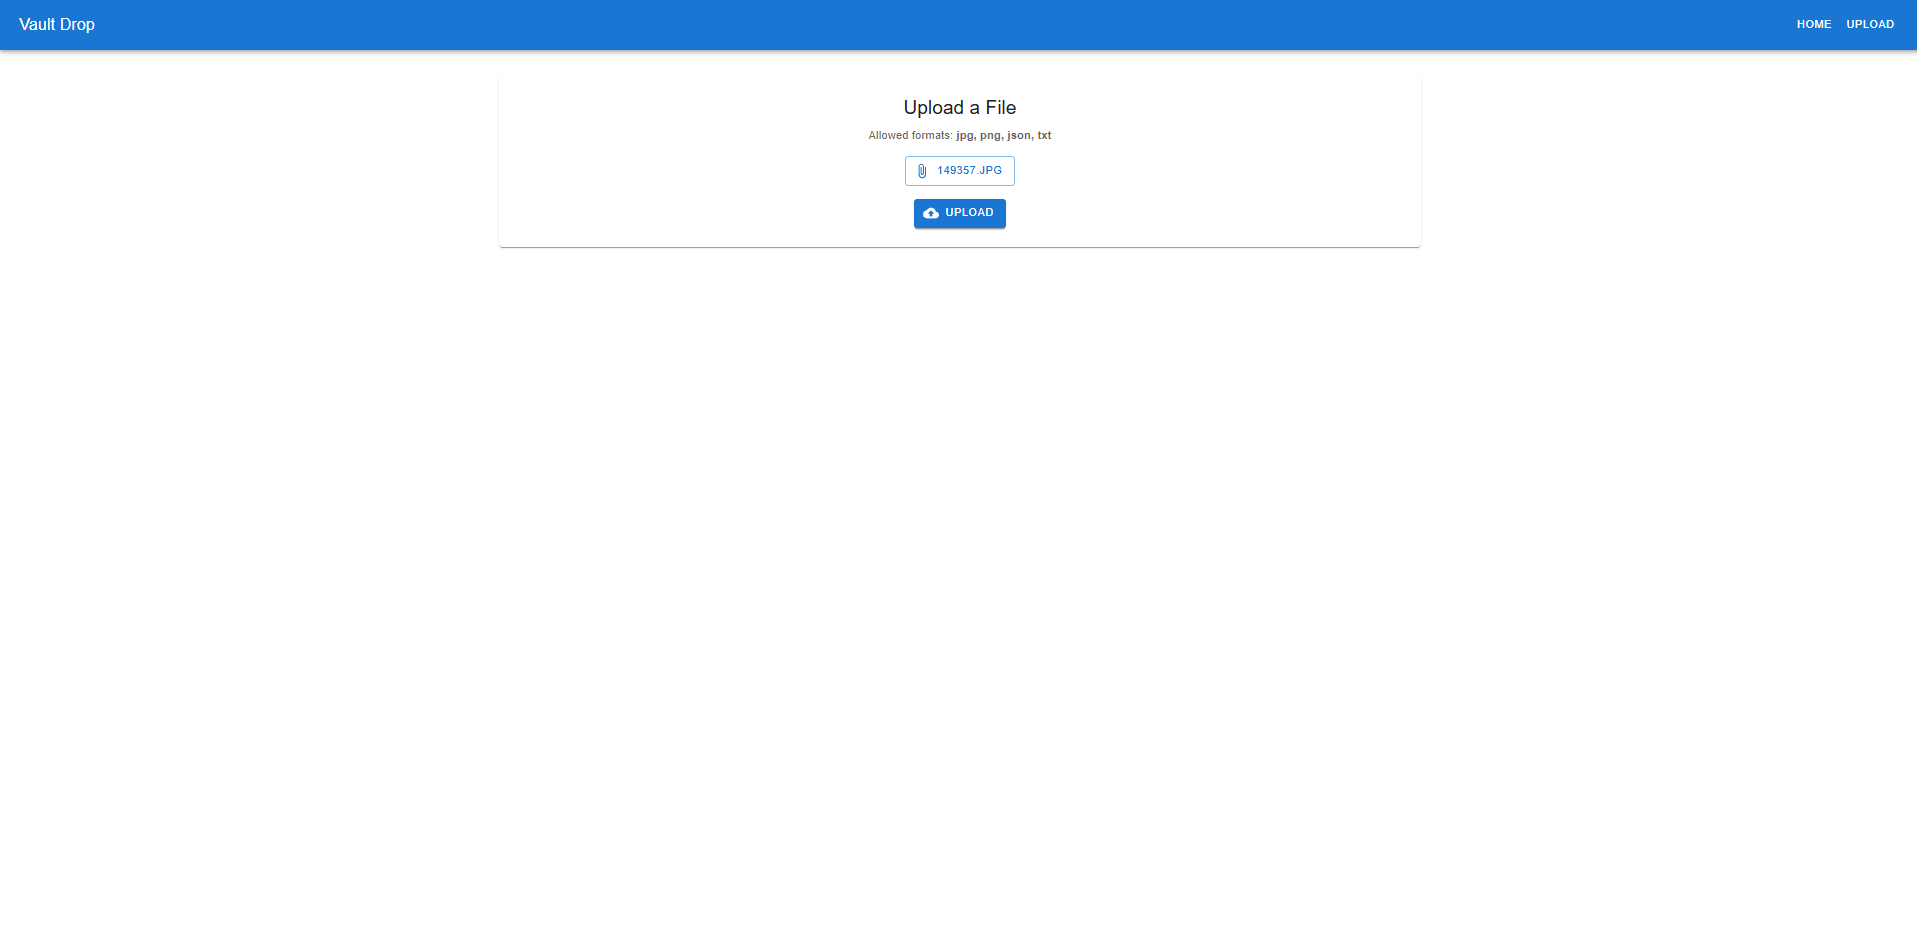 Vault Drop
HOME UPLOAD
Upload a File
Allowed formats: jpg, png, json, txt
149357.JPG
UPLOAD